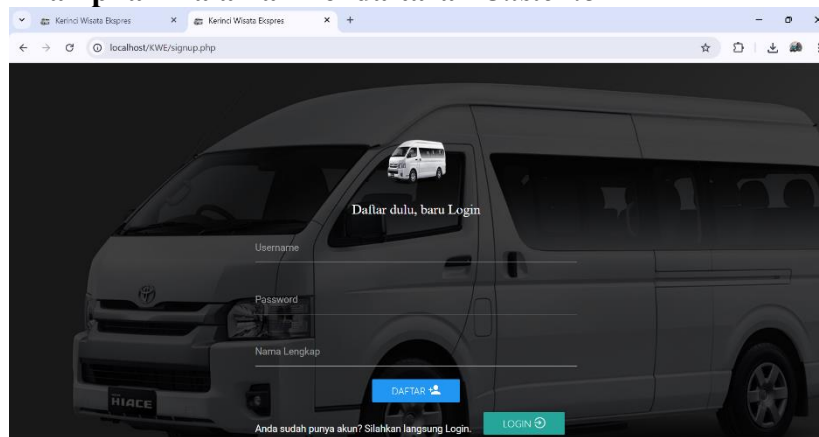 Kerinci Wisata Ekspres
Kerinci Wisata Ekspres
localhost/KWE/signup.php
Daftar dulu, baru Login
Username
Password
Nama Lengkap
DAFTAR
HIACE
Anda sudah punya akun? Silahkan langsung Login.
LOGIN